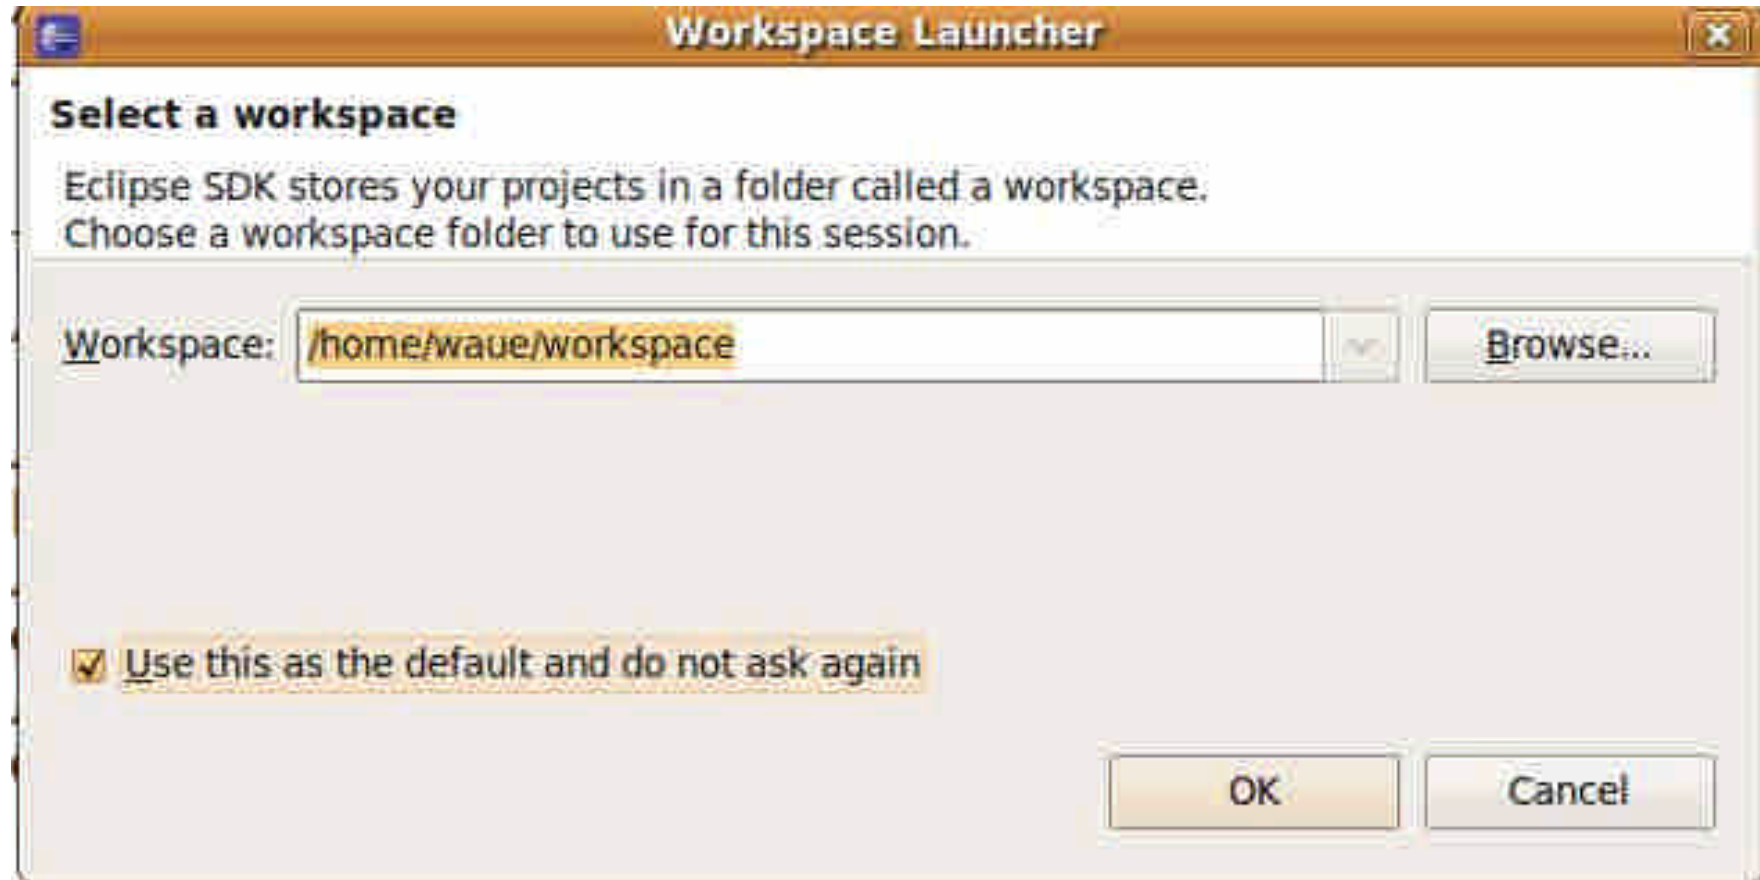 Workspace Launcher
Select a workspace
Eclipse SDK stores your projects in a folder called a workspace.
Choose a workspace folder to use for this session.
Workspace: /home/waue/workspace Browse...
Use this as the default and do not ask again
OK Cancel